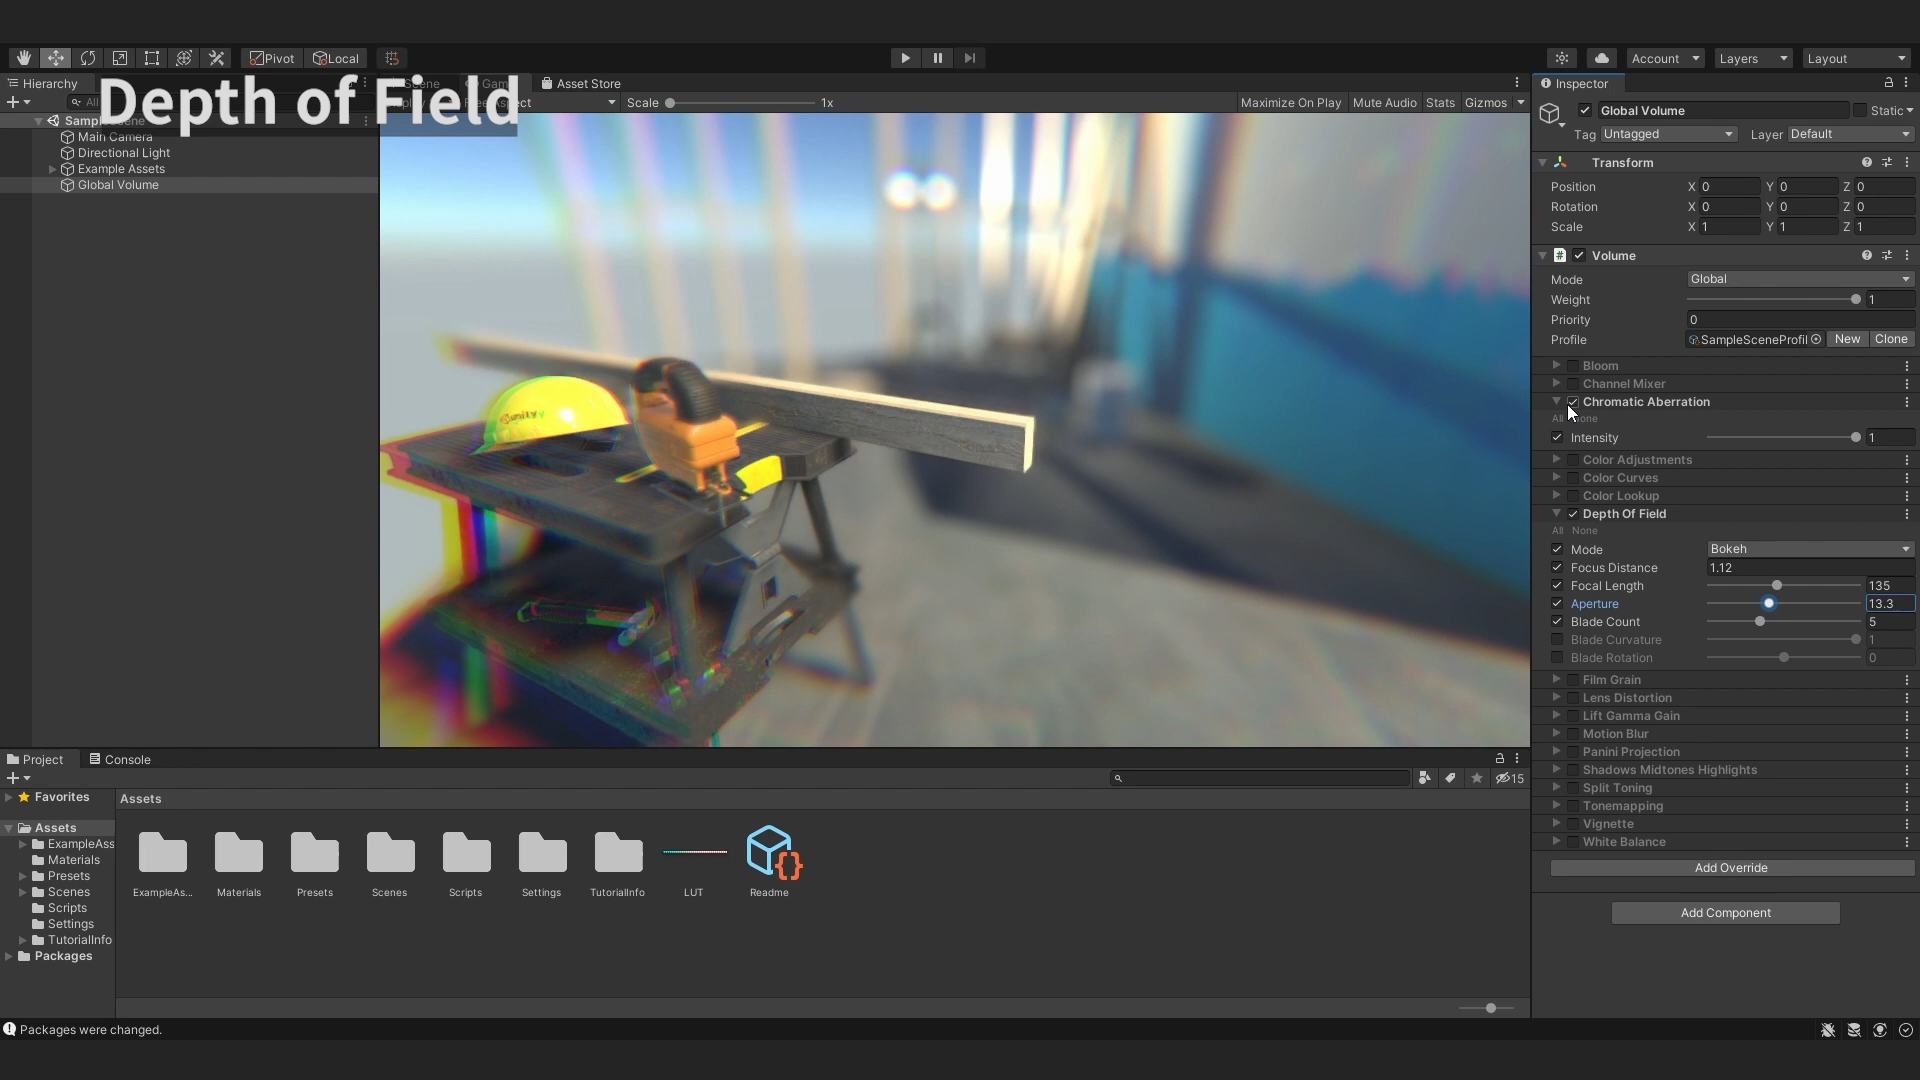 Pivot
Local
Account
Layers
Layout
Hierarchy
Asset Store
Inspector
Depth of Field
Scale
1x
Maximize On Play
Mute Audio
Stats
Gizmos
Global Volume
Static
Main Camera
Directional Light
Example Assets
Global Volume
Tag Untagged
Layer Default
Transform
Position X 0 Y 0 Z 0
Rotation X 0 Y 0 Z 0
Scale X 1 Y 1 Z 1
Volume
Mode Global
Weight 1
Priority 0
Profile SampleSceneProfil New Clone
Bloom
Channel Mixer
Chromatic Aberration
All
Intensity 1
Color Adjustments
Color Curves
Color Lookup
Depth Of Field
All None
Mode Bokeh
Focus Distance 1.12
Focal Length 135
Aperture 13.3
Blade Count 5
Blade Curvature 1
Blade Rotation 0
Film Grain
Lens Distortion
Lift Gamma Gain
Motion Blur
Panini Projection
Shadows Midtones Highlights
Split Toning
Tonemapping
Vignette
White Balance
Add Override
Add Component
unity
Project
Console
15
Favorites
Assets
ExampleAss
Materials
Presets
Scenes
Scripts
Settings
TutorialInfo
Packages
Assets
ExampleAs...
Materials
Presets
Scenes
Scripts
Settings
TutorialInfo
LUT
Readme
Packages were changed.